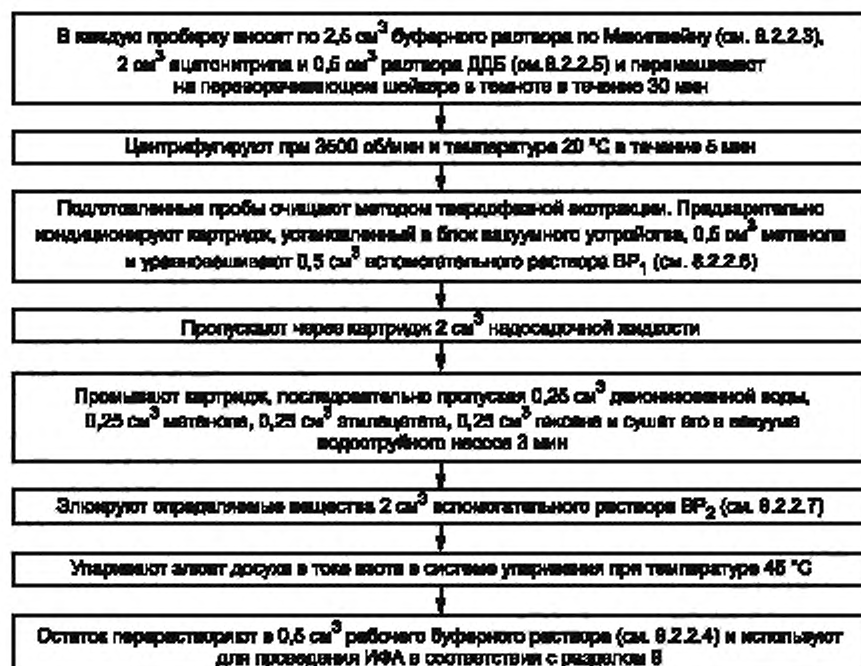 В каждую пробирку вносят по 2,5 см³ буферного раствора по Макилвейну (см. 8.2.2.3),
2 см³ ацетонитрила и 0,5 см³ раствора ДДБ (см.8.2.2.5) и перемешивают
на переворачивающем шейкере в темноте в течение 30 мин
Центрифугируют при 3500 об/мин и температуре 20 °С в течение 5 мин
Подготовленные пробы очищают методом твердофазной экстракции. Предварительно
кондиционируют картридж, установленный в блок вакуумного устройства, 0,5 см³ метанола
и уравновешивают 0,5 см³ вспомогательного раствора ВР₁ (см. 8.2.2.6)
Пропускают через картридж 2 см³ надосадочной жидкости
Промывают картридж, последовательно пропуская 0,25 см³ деионизованной воды,
0,25 см³ метанола, 0,25 см³ этилацетата, 0,25 см³ гексана и сушат его в вакууме
водоструйного насоса 3 мин
Элюируют определяемые вещества 2 см³ вспомогательного раствора ВР₂ (см. 8.2.2.7)
Упаривают элюат досуха в токе азота в системе упаривания при температуре 45 °С
Остаток перерастворяют в 0,5 см³ рабочего буферного раствора (см. 8.2.2.4) и используют
для проведения ИФА в соответствии с разделом